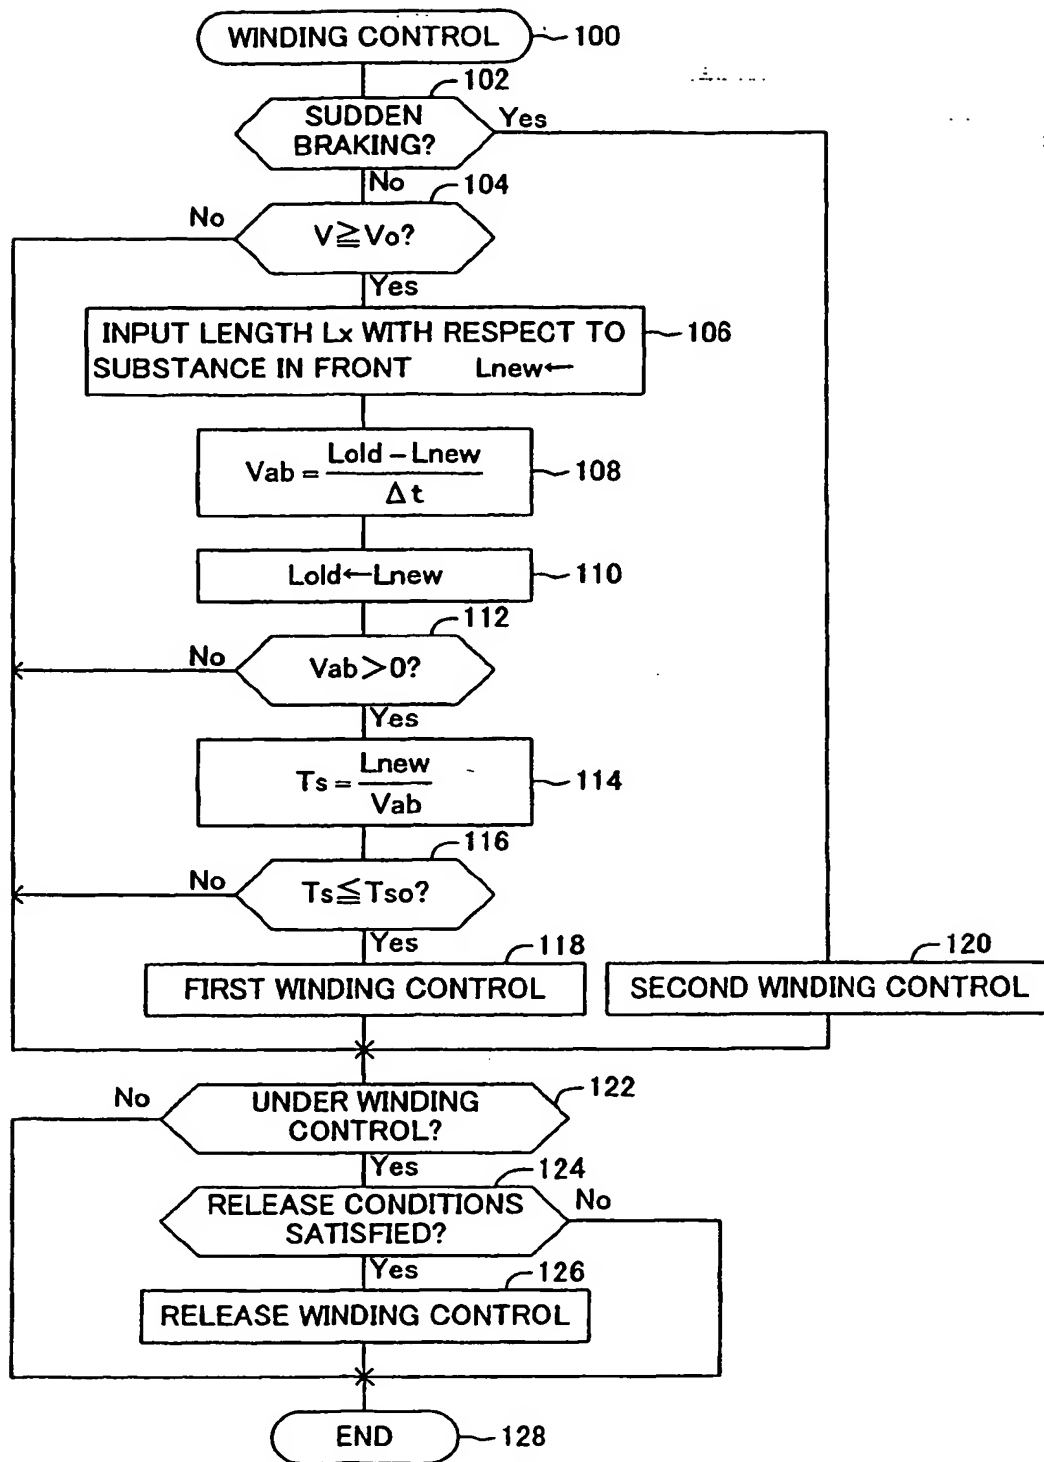 WINDING CONTROL 100
102
SUDDEN
BRAKING?
Yes
No
104
No
V≧Vo?
Yes
INPUT LENGTH Lx WITH RESPECT TO
SUBSTANCE IN FRONT Lnew←
106
Vab = Lold – Lnew
Δt
108
Lold←Lnew 110
112
No
Vab>0?
Yes
Ts = Lnew
Vab
114
116
No
Ts≦Tso?
Yes
118
FIRST WINDING CONTROL
120
SECOND WINDING CONTROL
No
UNDER WINDING
CONTROL?
122
Yes
124
RELEASE CONDITIONS
SATISFIED?
No
Yes
126
RELEASE WINDING CONTROL
END 128